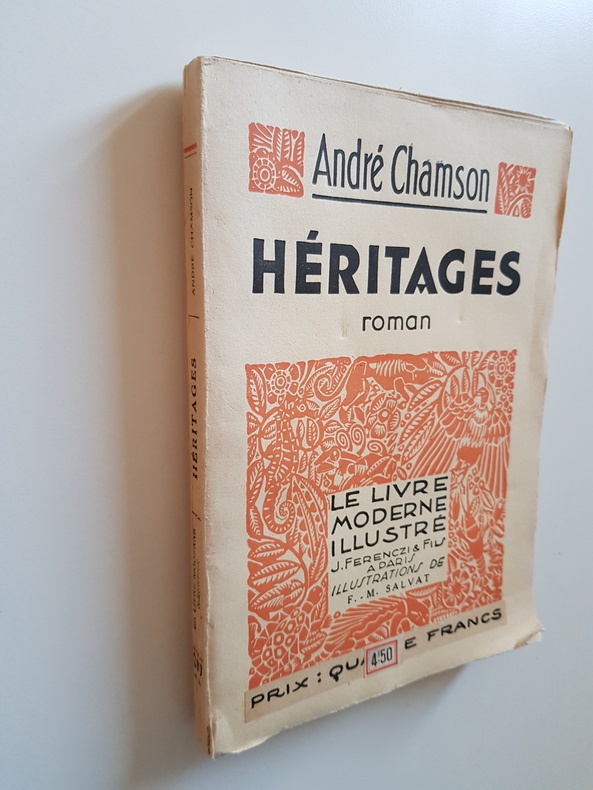 André Chamson
HÉRITAGES
roman
LE LIVRE
MODERNE
ILLUSTRÉ
J. FERENCZI & FILS
A PARIS
ILLUSTRATIONS DE
F.-M. SALVAT
PRIX : QUA E FRANCS
4'50
ANDRÉ CHAMSON
HÉRITAGES